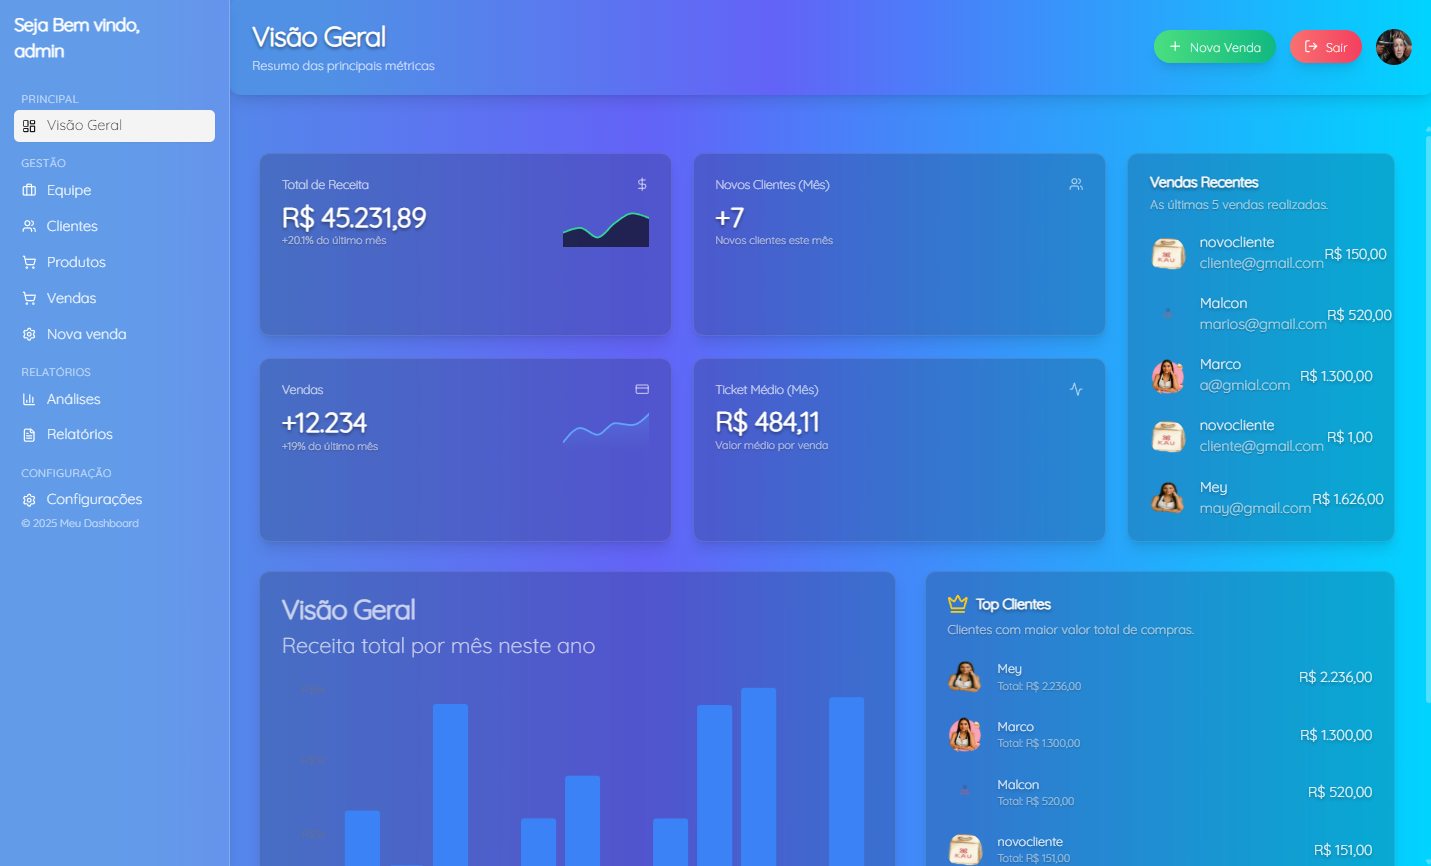 Seja Bem vindo,
admin
PRINCIPAL
Visão Geral
GESTÃO
Equipe
Clientes
Produtos
Vendas
Nova venda
RELATÓRIOS
Análises
Relatórios
CONFIGURAÇÃO
Configurações
© 2025 Meu Dashboard
Visão Geral
Resumo das principais métricas
Nova Venda
Sair
Total de Receita
R$ 45.231,89
+20.1% do último mês
Novos Clientes (Mês)
+7
Novos clientes este mês
Vendas
+12.234
+19% do último mês
Ticket Médio (Mês)
R$ 484,11
Valor médio por venda
Vendas Recentes
As últimas 5 vendas realizadas.
novocliente
cliente@gmail.com R$ 150,00
Malcon
marios@gmail.com R$ 520,00
Marco
a@gmial.com R$ 1.300,00
novocliente
cliente@gmail.com R$ 1,00
Mey
may@gmail.com R$ 1.626,00
Visão Geral
Receita total por mês neste ano
Top Clientes
Clientes com maior valor total de compras.
Mey
Total: R$ 2.236,00
R$ 2.236,00
Marco
Total: R$ 1.300,00
R$ 1.300,00
Malcon
Total: R$ 520,00
R$ 520,00
novocliente
Total: R$ 151,00
R$ 151,00